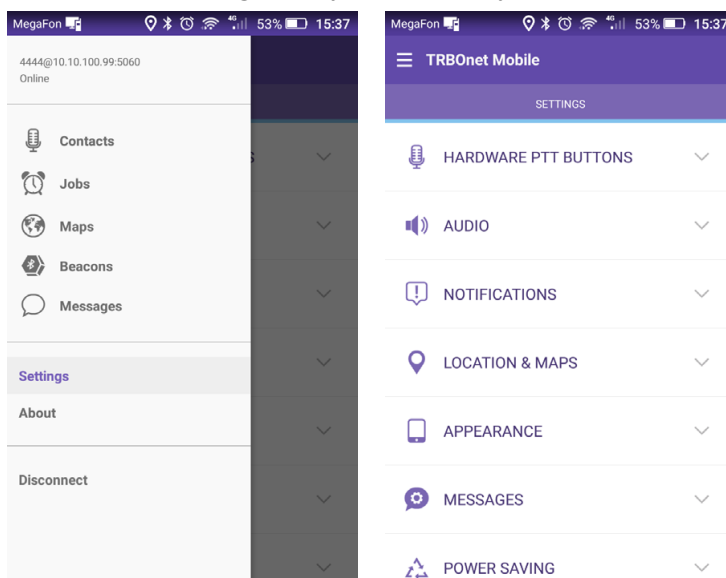 MegaFon 4G 53% 15:37
4444@10.10.100.99:5060
Online
Contacts
Jobs
Maps
Beacons
Messages
Settings
About
Disconnect
MegaFon 4G 53% 15:37
TRBOnet Mobile
SETTINGS
HARDWARE PTT BUTTONS
AUDIO
NOTIFICATIONS
LOCATION & MAPS
APPEARANCE
MESSAGES
POWER SAVING